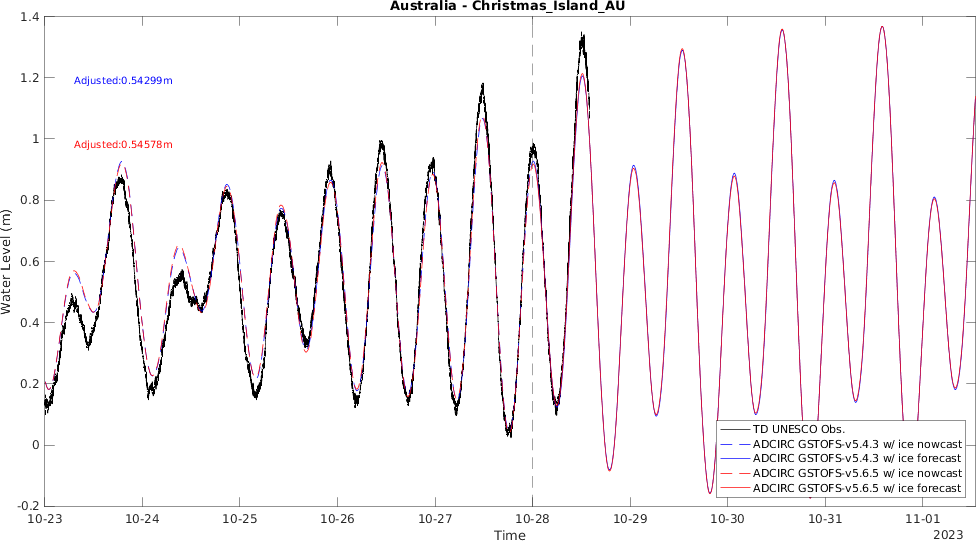 Australia - Christmas_Island_AU
1.4
1.2
1
0.8
0.6
0.4
0.2
0
-0.2
Water Level (m)
Adjusted:0.54299m
Adjusted:0.54578m
TD UNESCO Obs.
ADCIRC GSTOFS-v5.4.3 w/ ice nowcast
ADCIRC GSTOFS-v5.4.3 w/ ice forecast
ADCIRC GSTOFS-v5.6.5 w/ ice nowcast
ADCIRC GSTOFS-v5.6.5 w/ ice forecast
10-23 10-24 10-25 10-26 10-27 10-28 10-29 10-30 10-31 11-01
Time
2023